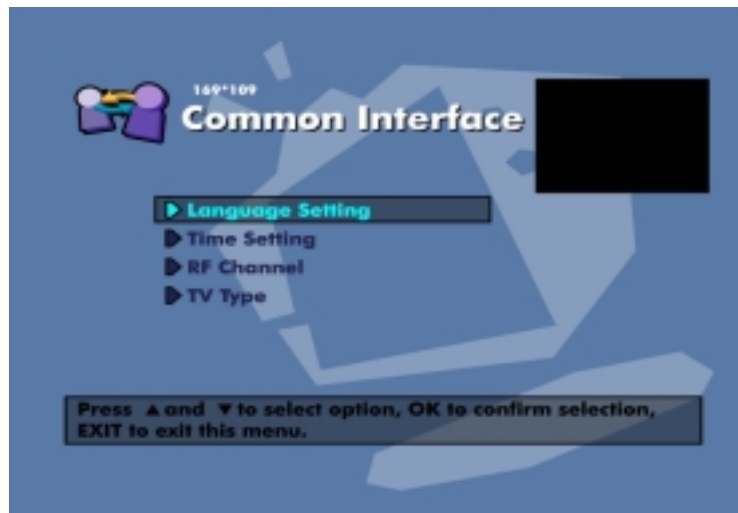 169*109
Common Interface
Language Setting
Time Setting
RF Channel
TV Type
Press ▲ and ▼ to select option, OK to confirm selection,
EXIT to exit this menu.